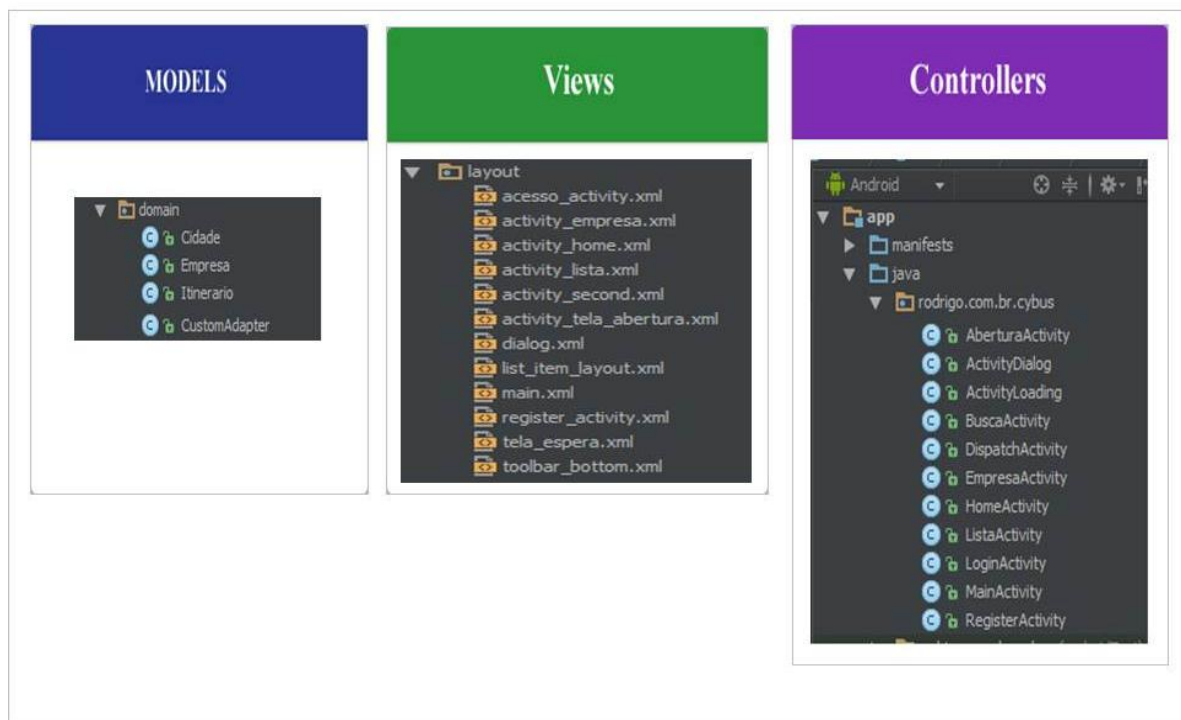 MODELS
domain
Cidade
Empresa
Itinerario
CustomAdapter
Views
layout
acesso_activity.xml
activity_empresa.xml
activity_home.xml
activity_lista.xml
activity_second.xml
activity_tela_abertura.xml
dialog.xml
list_item_layout.xml
main.xml
register_activity.xml
tela_espera.xml
toolbar_bottom.xml
Controllers
Android
app
manifests
java
rodrigo.com.br.cybus
AberturaActivity
ActivityDialog
ActivityLoading
BuscaActivity
DispatchActivity
EmpresaActivity
HomeActivity
ListaActivity
LoginActivity
MainActivity
RegisterActivity